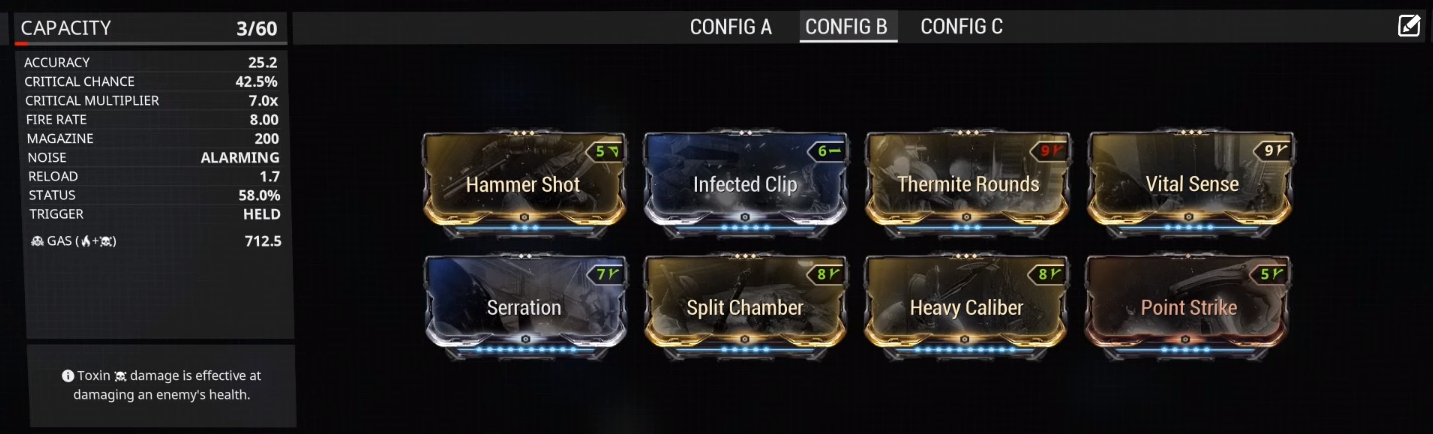 CAPACITY 3/60
CONFIG A CONFIG B CONFIG C
ACCURACY 25.2
CRITICAL CHANCE 42.5%
CRITICAL MULTIPLIER 7.0x
FIRE RATE 8.00
MAGAZINE 200
NOISE ALARMING
RELOAD 1.7
STATUS 58.0%
TRIGGER HELD
GAS (+) 712.5
Toxin damage is effective at
damaging an enemy's health.
5
Hammer Shot
6
Infected Clip
9
Thermite Rounds
9
Vital Sense
7
Serration
8
Split Chamber
8
Heavy Caliber
5
Point Strike